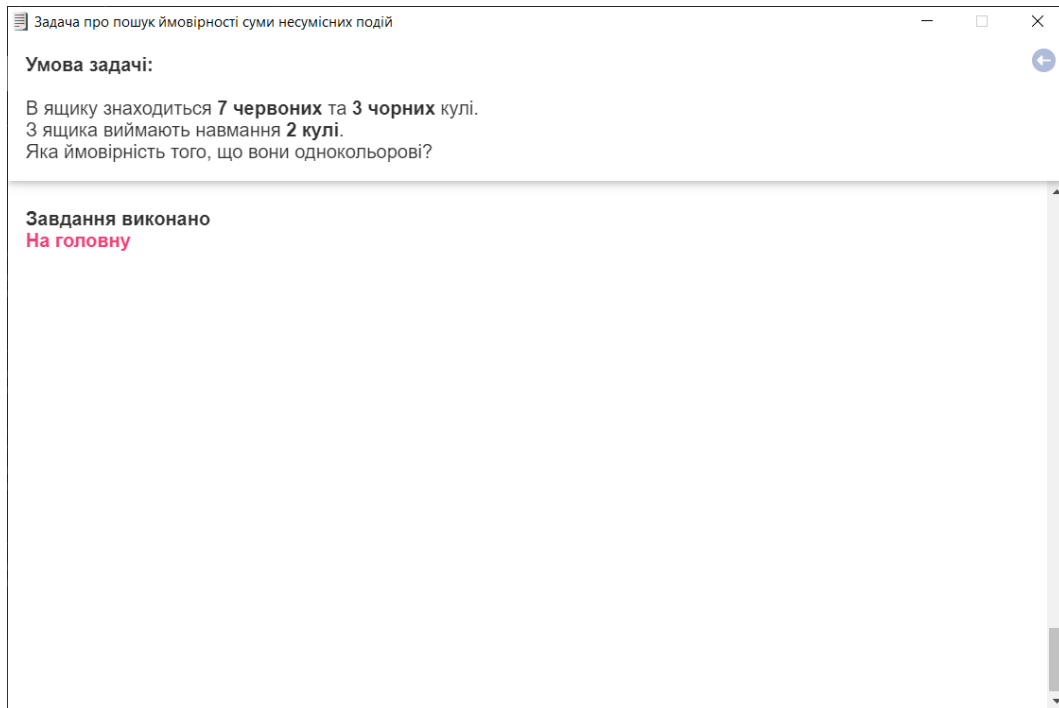 Задача про пошук ймовірності суми несумісних подій
Умова задачі:
В ящику знаходиться 7 червоних та 3 чорних кулі.
З ящика виймають навмання 2 кулі.
Яка ймовірність того, що вони однокольорові?
Завдання виконано
На головну